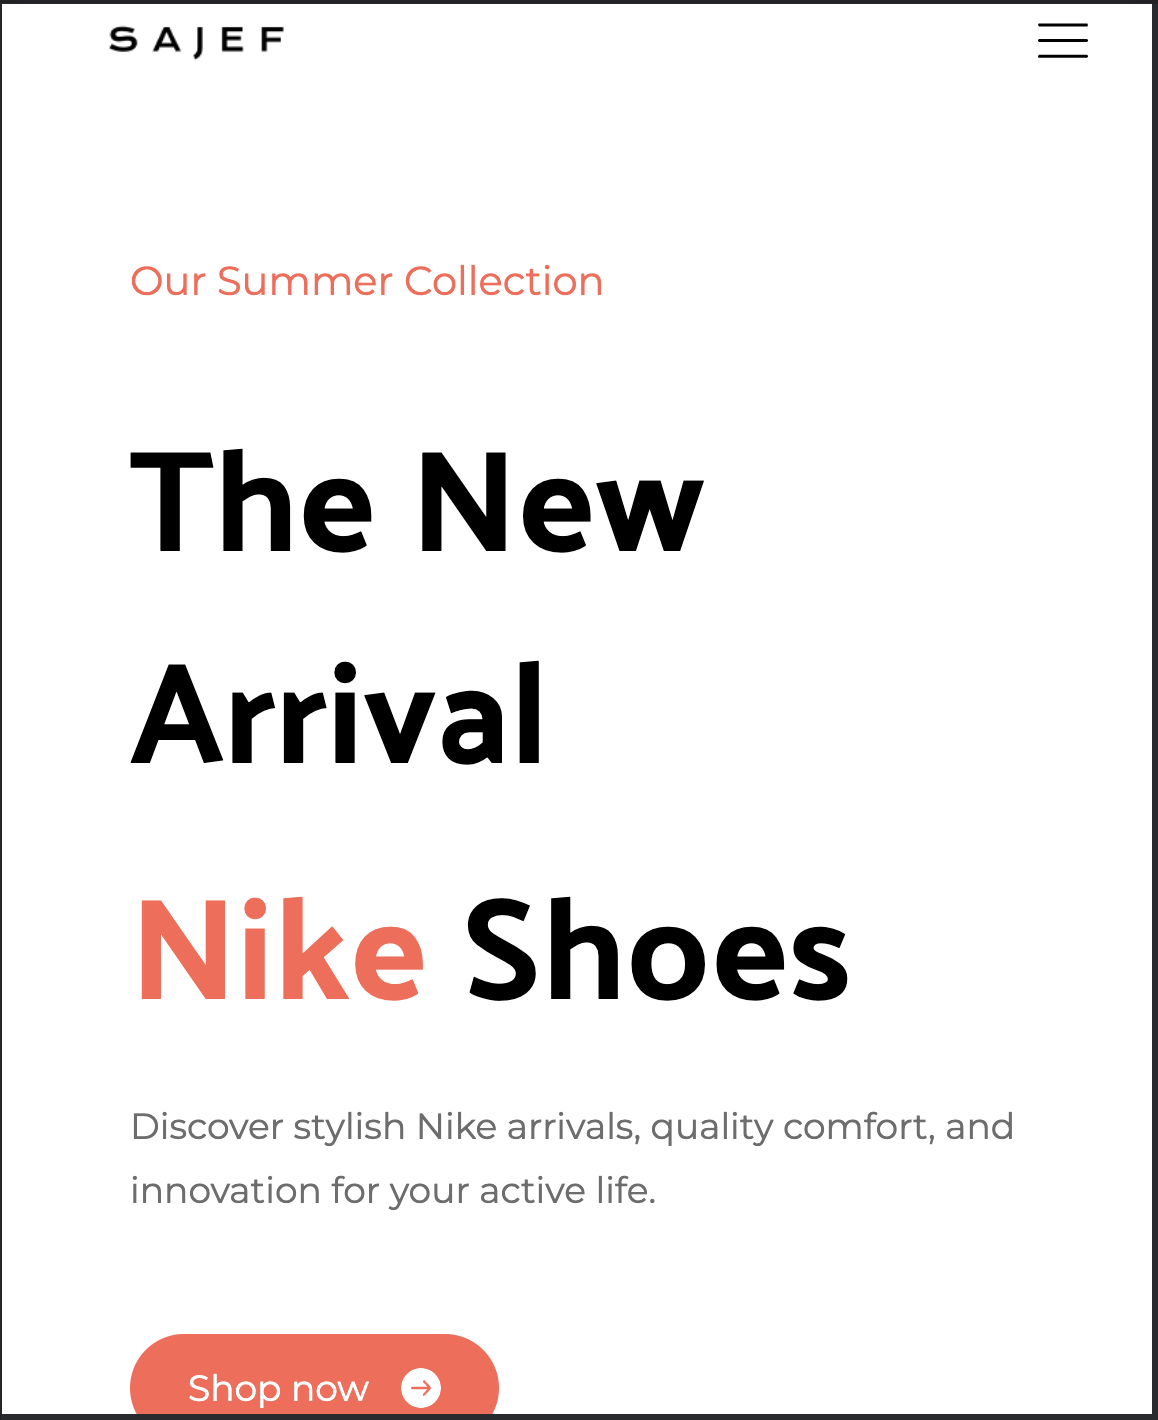 SAJEF
Our Summer Collection
The New
Arrival
Nike Shoes
Discover stylish Nike arrivals, quality comfort, and
innovation for your active life.
Shop now